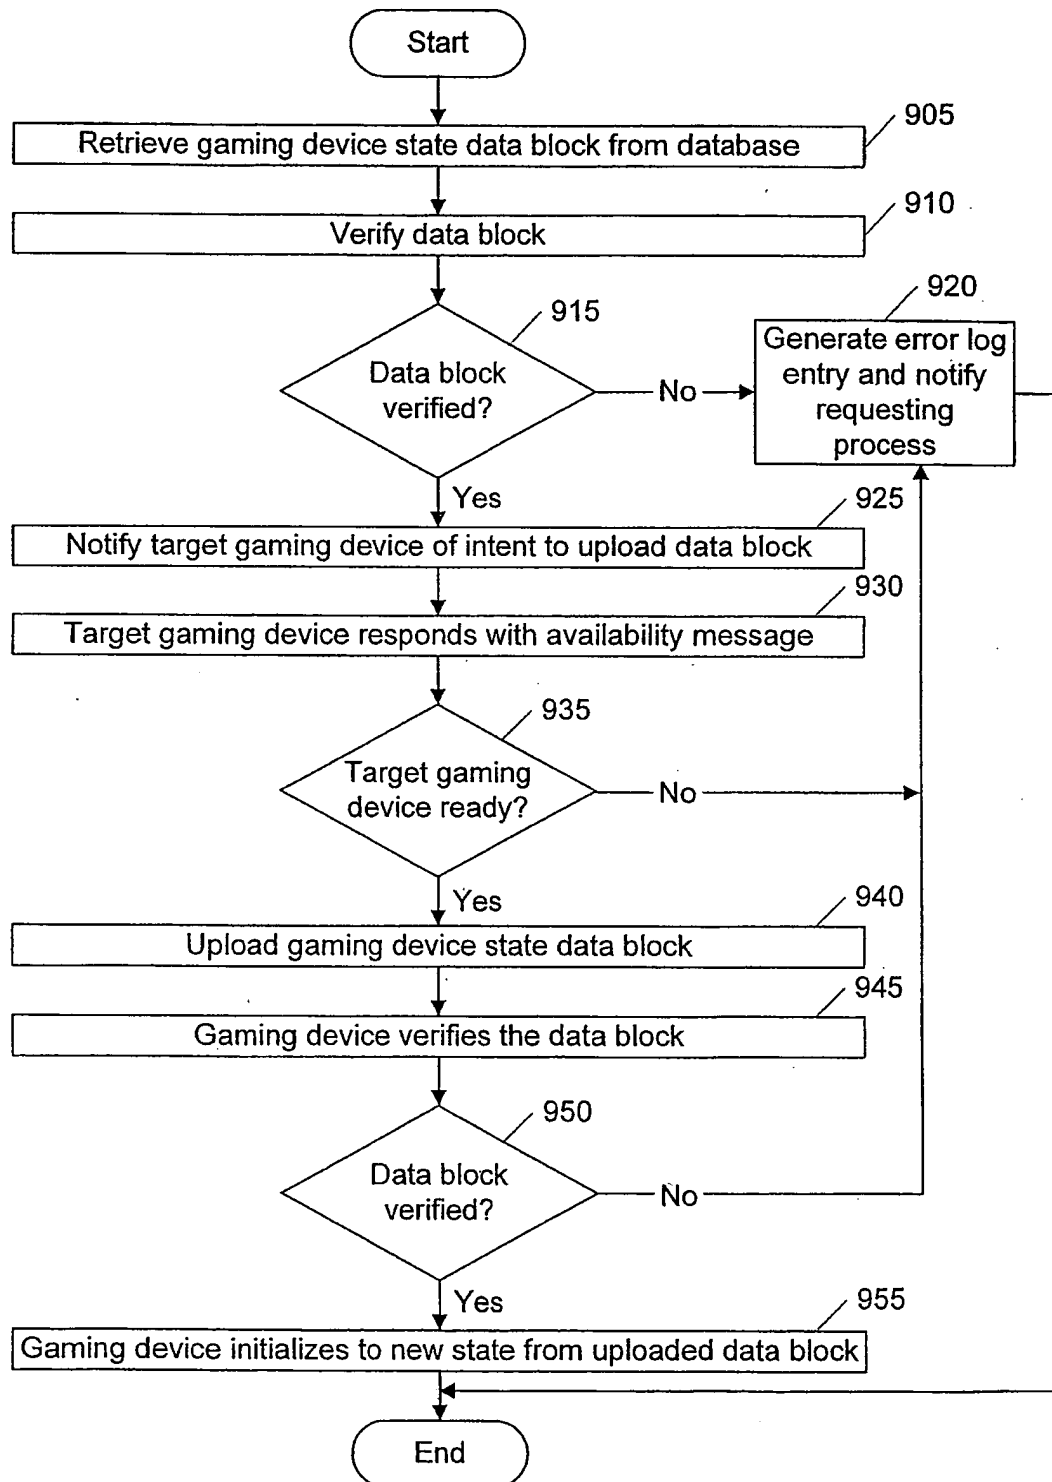 Start
905
Retrieve gaming device state data block from database
910
Verify data block
915
Data block
verified?
No
920
Generate error log
entry and notify
requesting
process
Yes
925
Notify target gaming device of intent to upload data block
930
Target gaming device responds with availability message
935
Target gaming
device ready?
No
Yes
940
Upload gaming device state data block
945
Gaming device verifies the data block
950
Data block
verified?
No
Yes
955
Gaming device initializes to new state from uploaded data block
End